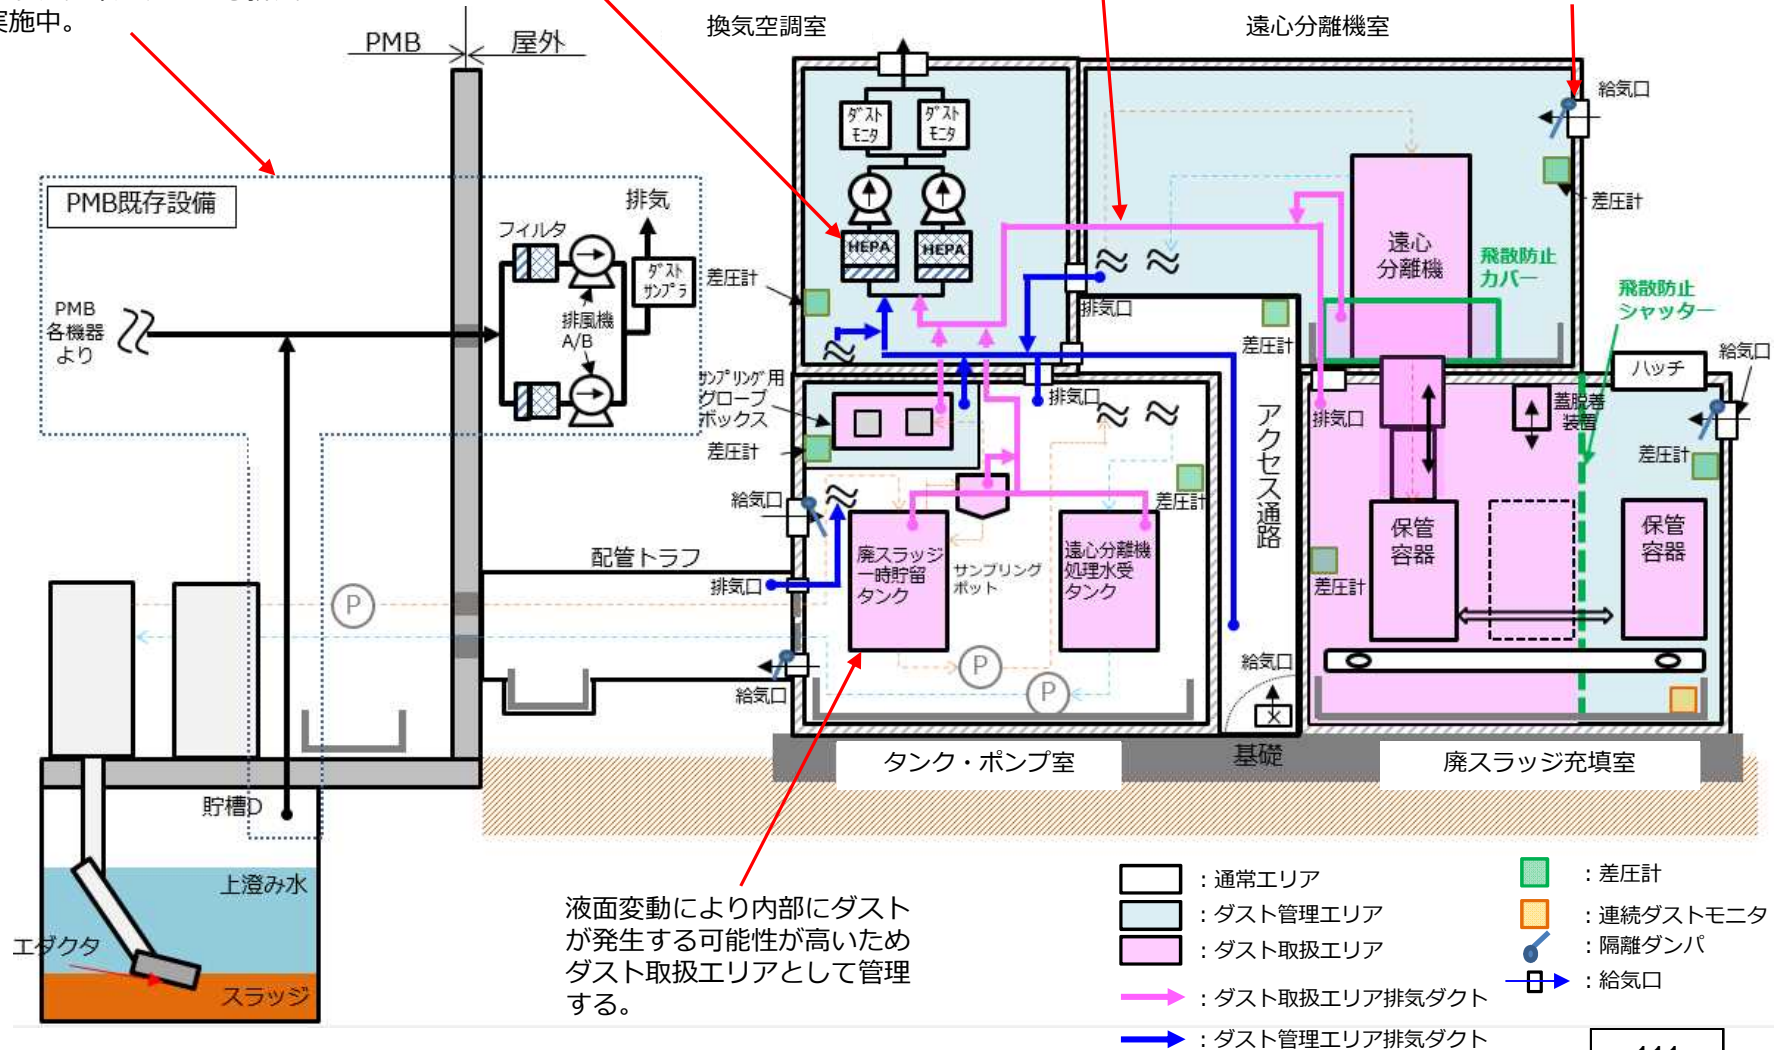 実施中。
PMB
屋外
換気空調室
遠心分離機室
PMB既存設備
フィルタ
排気
ﾀﾞｽﾄ
ｻﾝﾌﾟﾗ
排風機
A/B
PMB
各機器
より
ﾀﾞｽﾄ
ﾓﾆﾀ
ﾀﾞｽﾄ
ﾓﾆﾀ
HEPA
HEPA
差圧計
給気口
差圧計
遠心
分離機
飛散防止
カバー
飛散防止
シャッター
排気口
差圧計
ハッチ
給気口
ｻﾝﾌﾟﾘﾝｸﾞ用
グローブ
ボックス
差圧計
排気口
アクセス通路
排気口
蓋脱着
装置
差圧計
給気口
差圧計
配管トラフ
排気口
廃スラッジ
一時貯留
タンク
サンプリング
ポット
遠心分離機
処理水受
タンク
保管
容器
保管
容器
差圧計
P
P
P
給気口
給気口
タンク・ポンプ室
基礎
廃スラッジ充填室
貯槽D
上澄み水
エダクタ
スラッジ
液面変動により内部にダスト
が発生する可能性が高いため
ダスト取扱エリアとして管理
する。
：通常エリア
：ダスト管理エリア
：ダスト取扱エリア
：ダスト取扱エリア排気ダクト
：ダスト管理エリア排気ダクト
：差圧計
：連続ダストモニタ
：隔離ダンパ
：給気口